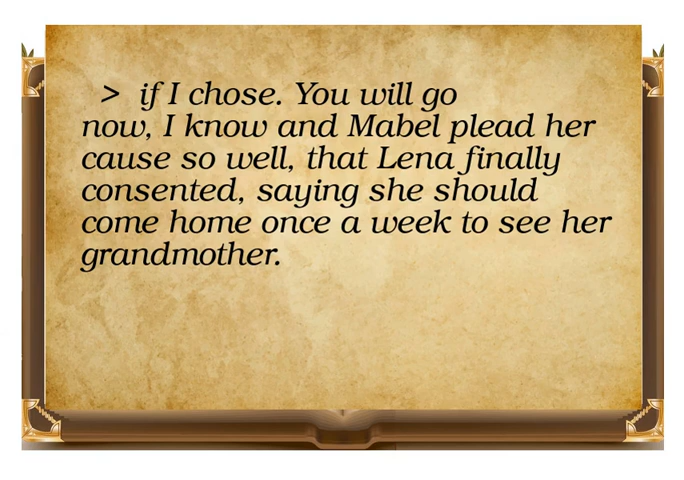 > if I chose. You will go
now, I know and Mabel plead her
cause so well, that Lena finally
consented, saying she should
come home once a week to see her
grandmother.